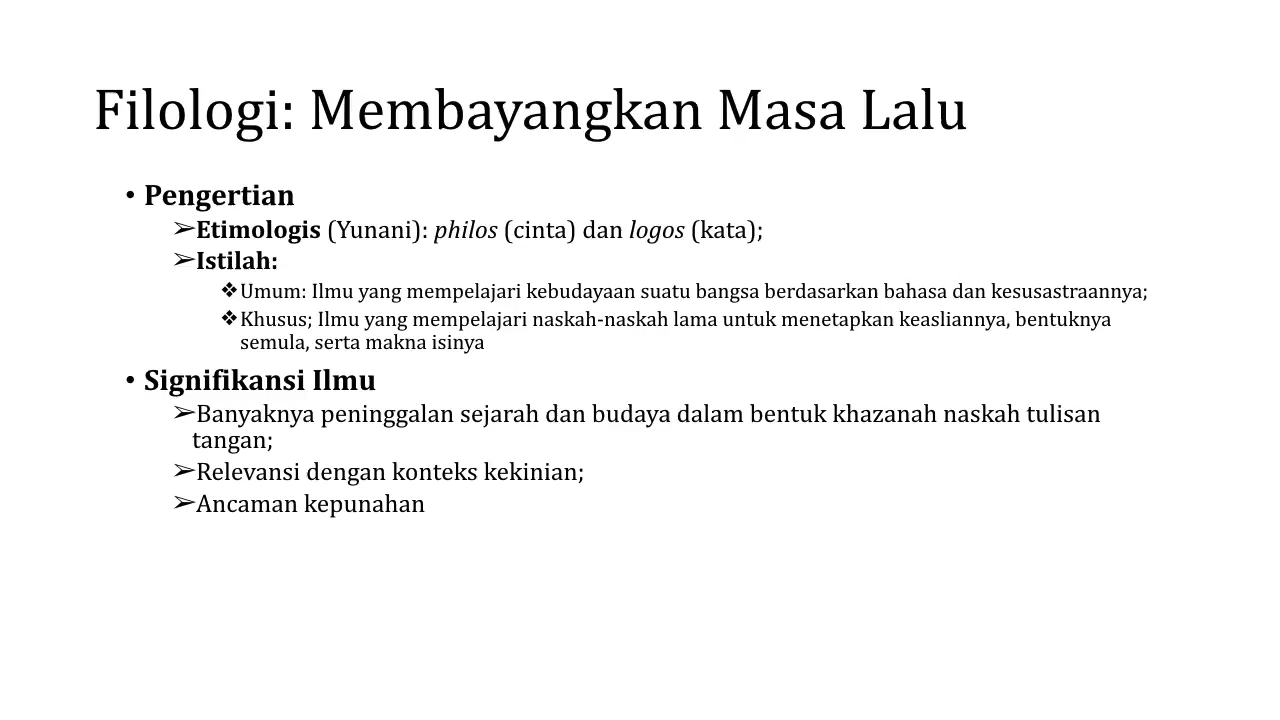 Filologi: Membayangkan Masa Lalu
• Pengertian
➢Etimologis (Yunani): philos (cinta) dan logos (kata);
➢Istilah:
❖Umum: Ilmu yang mempelajari kebudayaan suatu bangsa berdasarkan bahasa dan kesusastraannya;
❖Khusus; Ilmu yang mempelajari naskah-naskah lama untuk menetapkan keasliannya, bentuknya
semula, serta makna isinya
• Signifikansi Ilmu
➢Banyaknya peninggalan sejarah dan budaya dalam bentuk khazanah naskah tulisan
tangan;
➢Relevansi dengan konteks kekinian;
➢Ancaman kepunahan